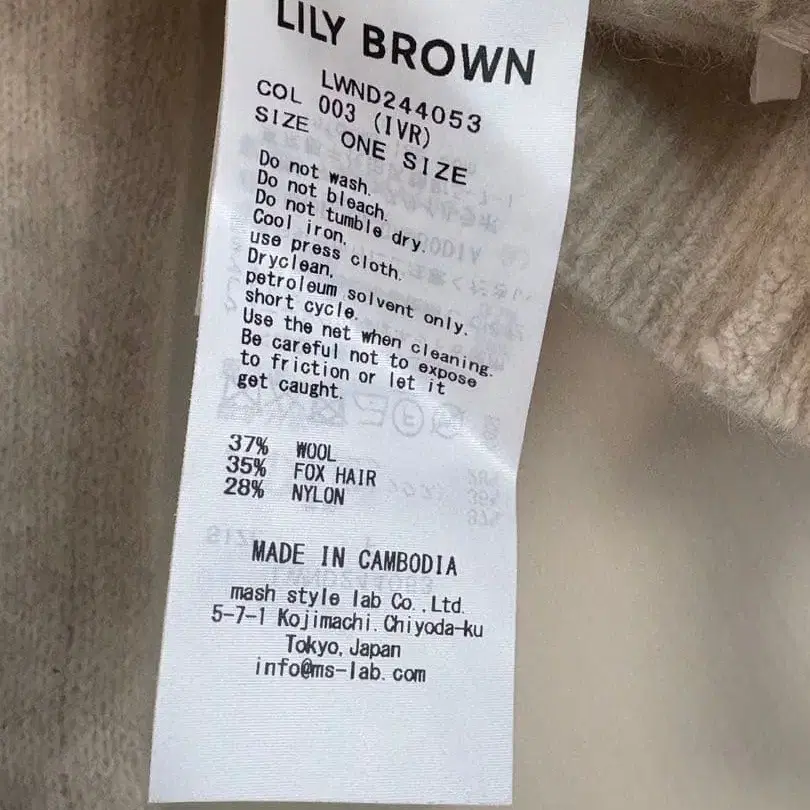 LILY BROWN
LWND244053
COL 003 (IVR)
SIZE ONE SIZE
Do not wash.
Do not bleach.
Do not tumble dry.
Cool iron,
use press cloth.
Dryclean,
petroleum solvent only.
short cycle.
Use the net when cleaning.
Be careful not to expose
to friction or let it
get caught.
37% WOOL
35% FOX HAIR
28% NYLON
MADE IN CAMBODIA
mash style lab Co.,Ltd.
5-7-1 Kojimachi.Chiyoda-ku
Tokyo,Japan
info@ms-lab.com